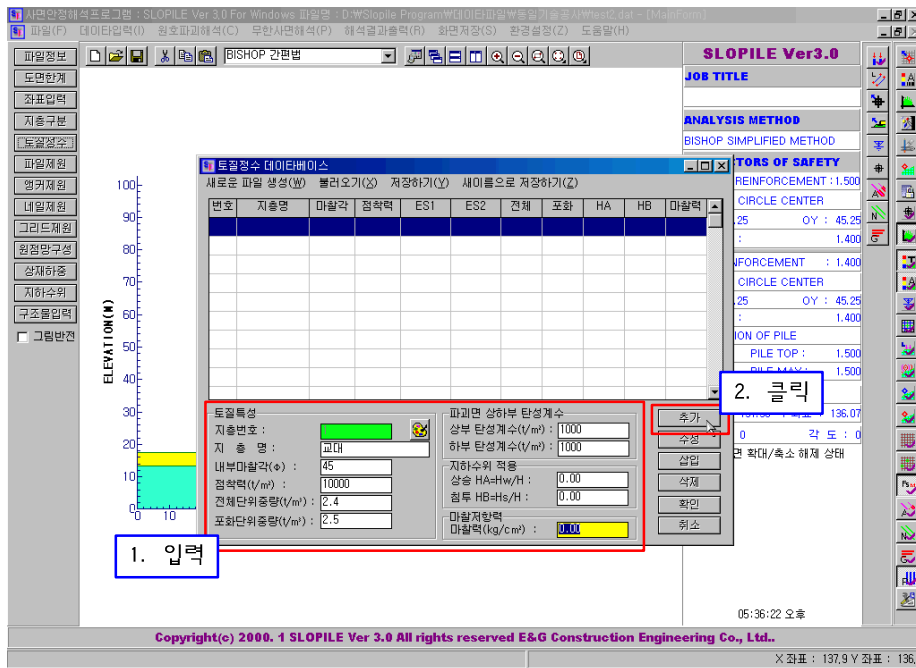 사면안정해석프로그램 : SLOPILE Ver 3,0 For Windows 파일명 : D:₩Slopile Program₩데이타파일₩동일기술공사₩test2,dat - [MainForm]
파일(F) 데이타입력(I) 원호파괴해석(C) 무한사면해석(P) 해석결과출력(R) 화면저장(S) 환경설정(Z) 도움말(H)
파일정보
도면한계
좌표입력
지층구분
토질정수
파일제원
앵커제원
네일제원
그리드제원
원점망구성
상재하중
지하수위
구조물입력
그림반전
BISHOP 간편법
ELEVATION(M)
100
90
80
70
60
50
40
30
20
10
0
10
토질정수 데이타베이스
새로운 파일 생성(W) 불러오기(X) 저장하기(Y) 새이름으로 저장하기(Z)
번호 지층명 마찰각 점착력 ES1 ES2 전체 포화 HA HB 마찰력
토질특성
지층번호 :
지 층 명 : 교대
내부마찰각(Φ) : 45
점착력(t/m²) : 10000
전체단위중량(t/m³) : 2.4
포화단위중량(t/m³) : 2.5
파괴면 상하부 탄성계수
상부 탄성계수(t/m²) : 1000
하부 탄성계수(t/m²) : 1000
지하수위 적용
상승 HA=Hw/H : 0.00
침투 HB=Hs/H : 0.00
마찰저항력
마찰력(kg/cm²) : 0.00
추가
수정
삽입
삭제
확인
취소
1. 입력
2. 클릭
SLOPILE Ver3.0
JOB TITLE
ANALYSIS METHOD
BISHOP SIMPLIFIED METHOD
TORS OF SAFETY
REINFORCEMENT : 1.500
CIRCLE CENTER
.25 OY : 45.25
: 1.400
NFORCEMENT : 1.400
CIRCLE CENTER
.25 OY : 45.25
: 1.400
ION OF PILE
PILE TOP : 1.500
PILE MAX : 1.500
136.07
0 각 도 : 0
면 확대/축소 해제 상태
05:36:22 오후
Copyright(c) 2000. 1 SLOPILE Ver 3.0 All rights reserved E&G Construction Engineering Co., Ltd..
X 좌표 : 137,9 Y 좌표 : 136,